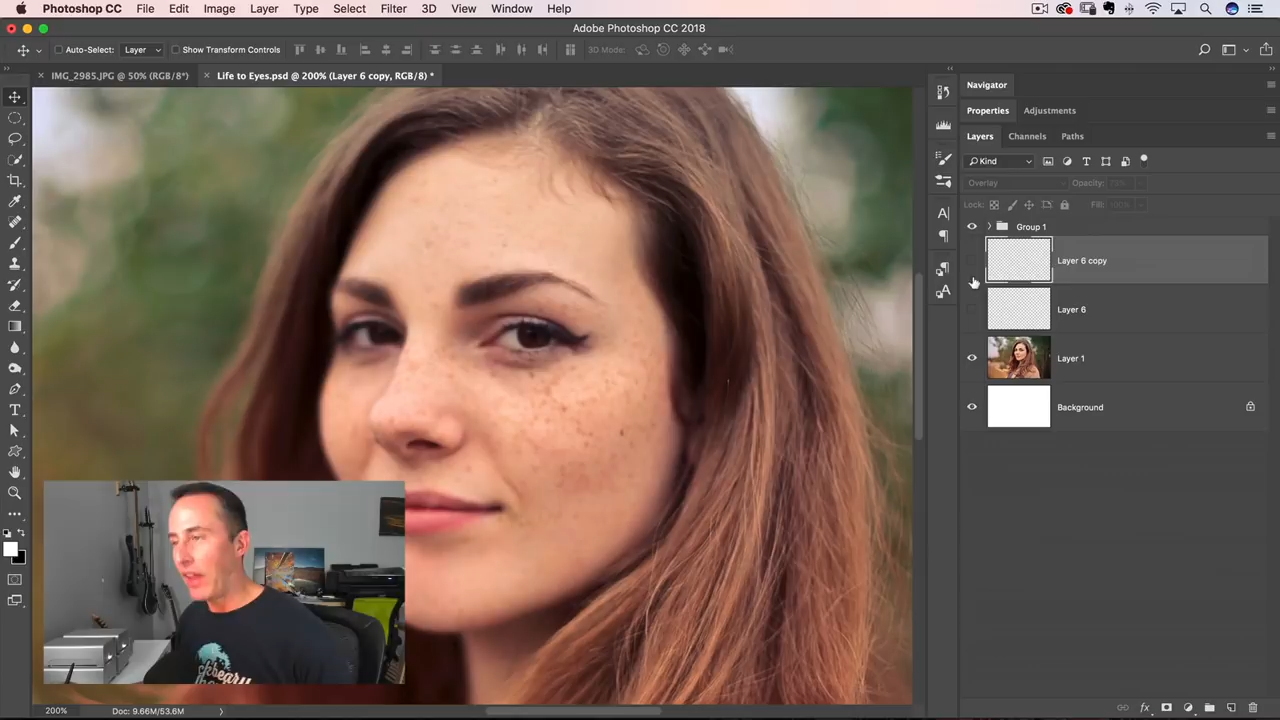 Photoshop CC File Edit Image Layer Type Select Filter 3D View Window Help
Adobe Photoshop CC 2018
Auto-Select: Layer Show Transform Controls 3D Mode:
× IMG_2985.JPG @ 50% (RGB/8*) × Life to Eyes.psd @ 200% (Layer 6 copy, RGB/8) *
Navigator
Properties Adjustments
Layers Channels Paths
Kind
Overlay Opacity: 73%
Lock: Fill: 100%
Group 1
Layer 6 copy
Layer 6
Layer 1
Background
200% Doc: 9.66M/53.6M